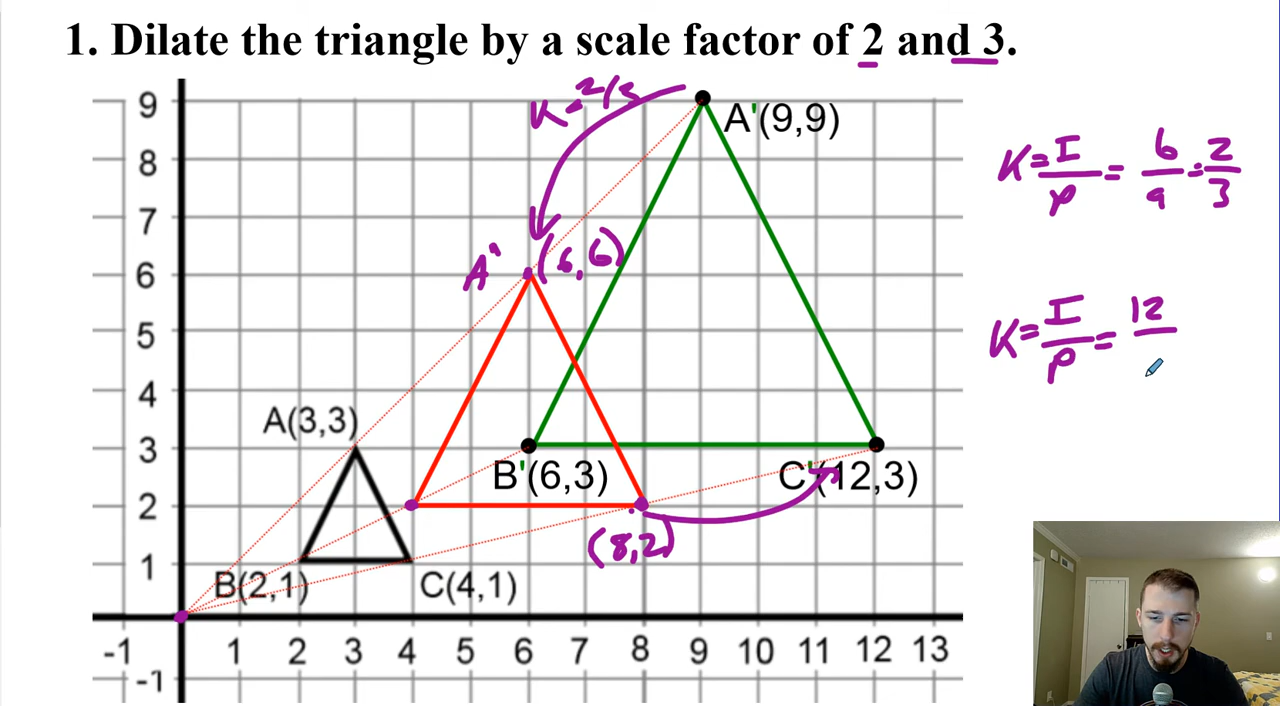 1. Dilate the triangle by a scale factor of 2 and 3.
K=2/3
9
A'(9,9)
K=I/P=6/9=2/3
8
7
A"
(6,6)
6
5
K=I/P=12/
4
A(3,3)
3
B'(6,3)
C'(12,3)
2
(8,2)
1
B(2,1)
C(4,1)
-1 1 2 3 4 5 6 7 8 9 10 11 12 13
-1